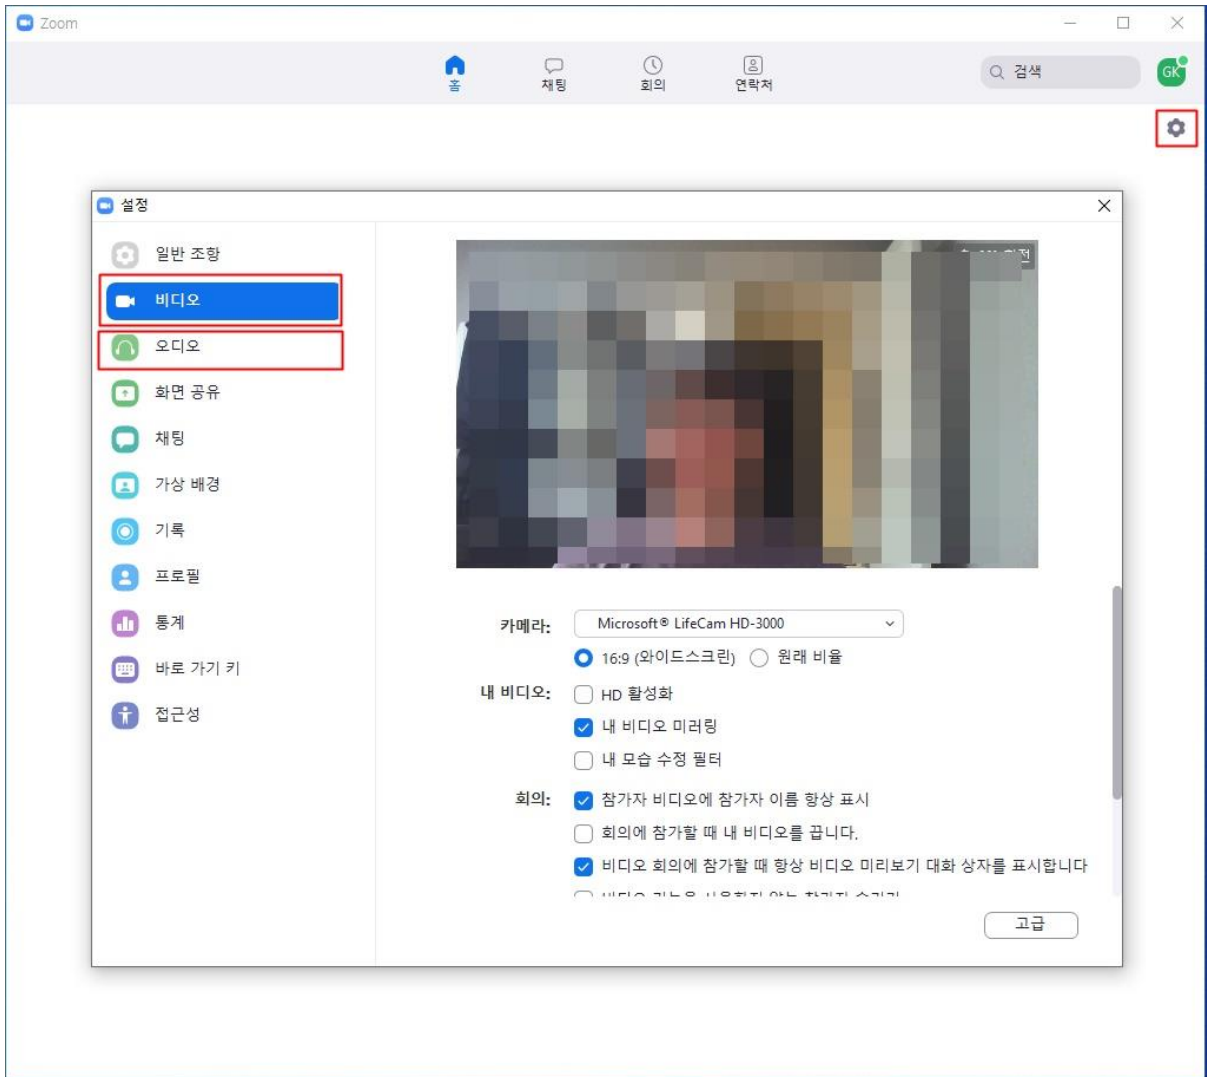 Zoom
홈
채팅
회의
연락처
검색
GK
설정
일반 조항
비디오
오디오
화면 공유
채팅
가상 배경
기록
프로필
통계
바로 가기 키
접근성
카메라: Microsoft® LifeCam HD-3000
16:9 (와이드스크린) 원래 비율
내 비디오: HD 활성화
내 비디오 미러링
내 모습 수정 필터
회의: 참가자 비디오에 참가자 이름 항상 표시
회의에 참가할 때 내 비디오를 끕니다.
비디오 회의에 참가할 때 항상 비디오 미리보기 대화 상자를 표시합니다
고급